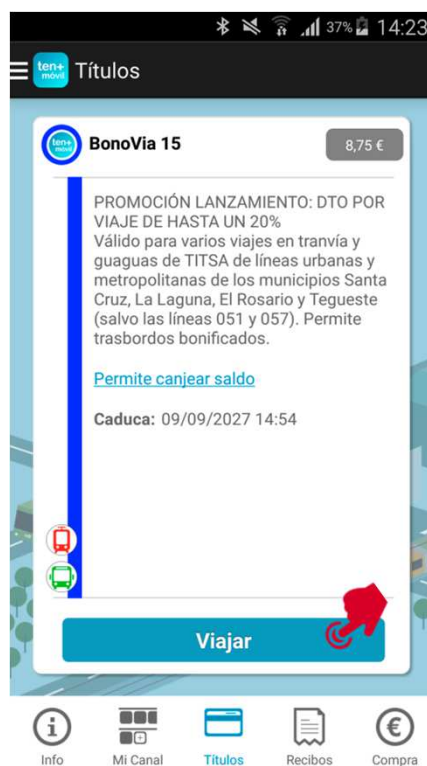 37% 14:23
ten+ móvil Títulos
ten+ móvil BonoVia 15 8,75 €
PROMOCIÓN LANZAMIENTO: DTO POR
VIAJE DE HASTA UN 20%
Válido para varios viajes en tranvía y
guaguas de TITSA de líneas urbanas y
metropolitanas de los municipios Santa
Cruz, La Laguna, El Rosario y Tegueste
(salvo las líneas 051 y 057). Permite
trasbordos bonificados.
Permite canjear saldo
Caduca: 09/09/2027 14:54
Viajar
Info Mi Canal Títulos Recibos Compra